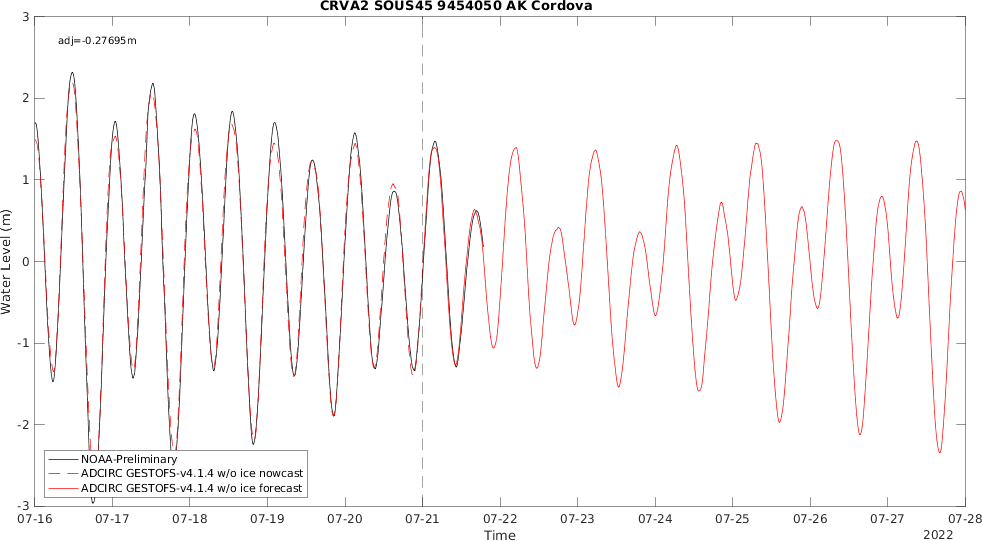 CRVA2 SOUS45 9454050 AK Cordova
adj=-0.27695m
3
2
1
0
-1
-2
-3
Water Level (m)
NOAA-Preliminary
ADCIRC GESTOFS-v4.1.4 w/o ice nowcast
ADCIRC GESTOFS-v4.1.4 w/o ice forecast
07-16 07-17 07-18 07-19 07-20 07-21 07-22 07-23 07-24 07-25 07-26 07-27 07-28
Time
2022